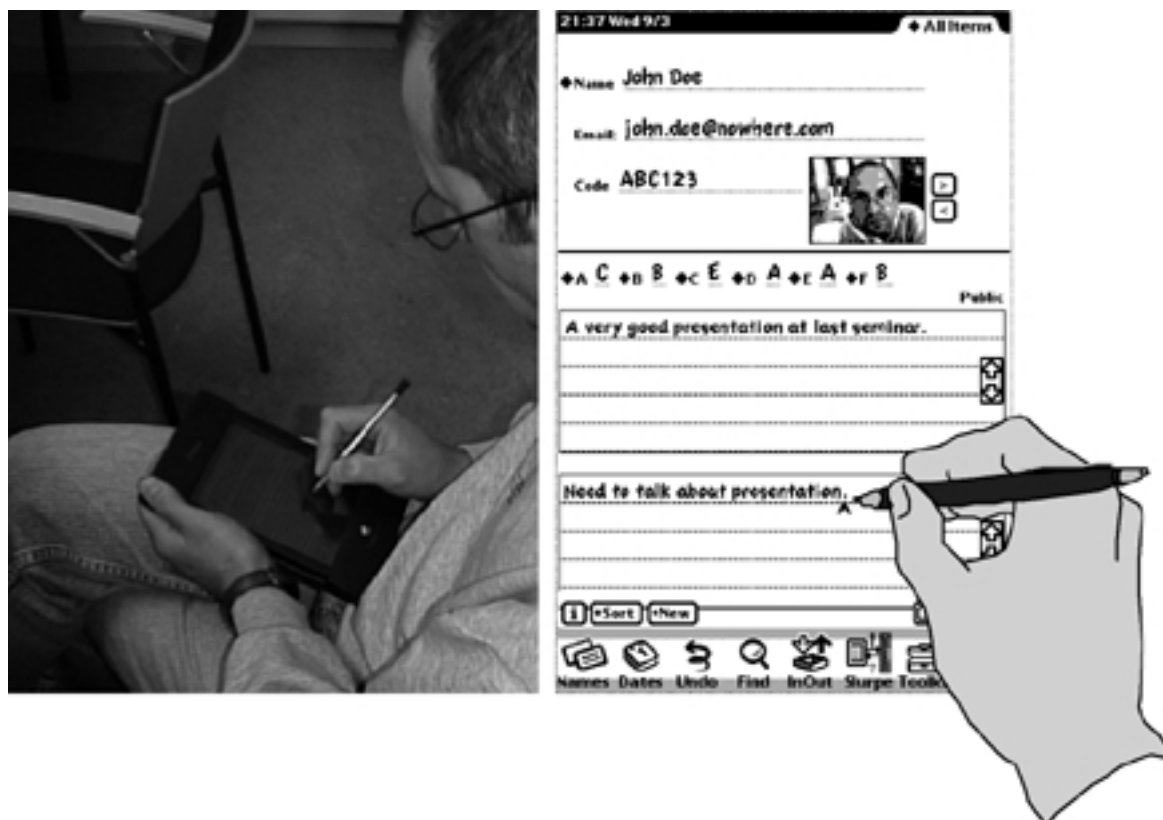 21:37 Wed 9/3
◆ All Items
◆Name John Doe
Email: john.doe@nowhere.com
Code ABC123
> 
<
◆A C ◆B B ◆C E ◆D A ◆E A ◆F B
Public
A very good presentation at last seminar.
Need to talk about presentation.
i •Sort •New
Names Dates Undo Find InOut Slurpe